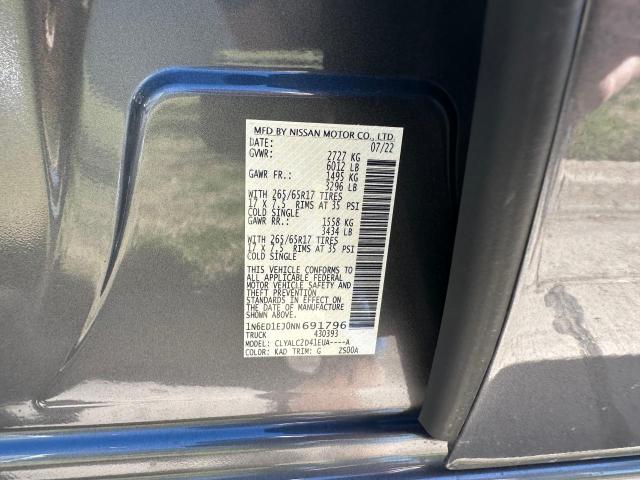 MFD BY NISSAN MOTOR CO., LTD
DATE: 07/22
GVWR: 2727 KG
6012 LB
GAWR FR.: 1495 KG
3296 LB
WITH 265/65R17 TIRES
17 X 7.5 RIMS AT 35 PSI
COLD SINGLE
GAWR RR.: 1558 KG
3434 LB
WITH 265/65R17 TIRES
17 X 7.5 RIMS AT 35 PSI
COLD SINGLE
THIS VEHICLE CONFORMS TO
ALL APPLICABLE FEDERAL
MOTOR VEHICLE SAFETY AND
THEFT PREVENTION
STANDARDS IN EFFECT ON
THE DATE OF MANUFACTURE
SHOWN ABOVE.
1N6ED1EJ0NN691796
TRUCK 430393
MODEL: CLYALC2D41EUA----A
COLOR: KAD TRIM: G 2S00A